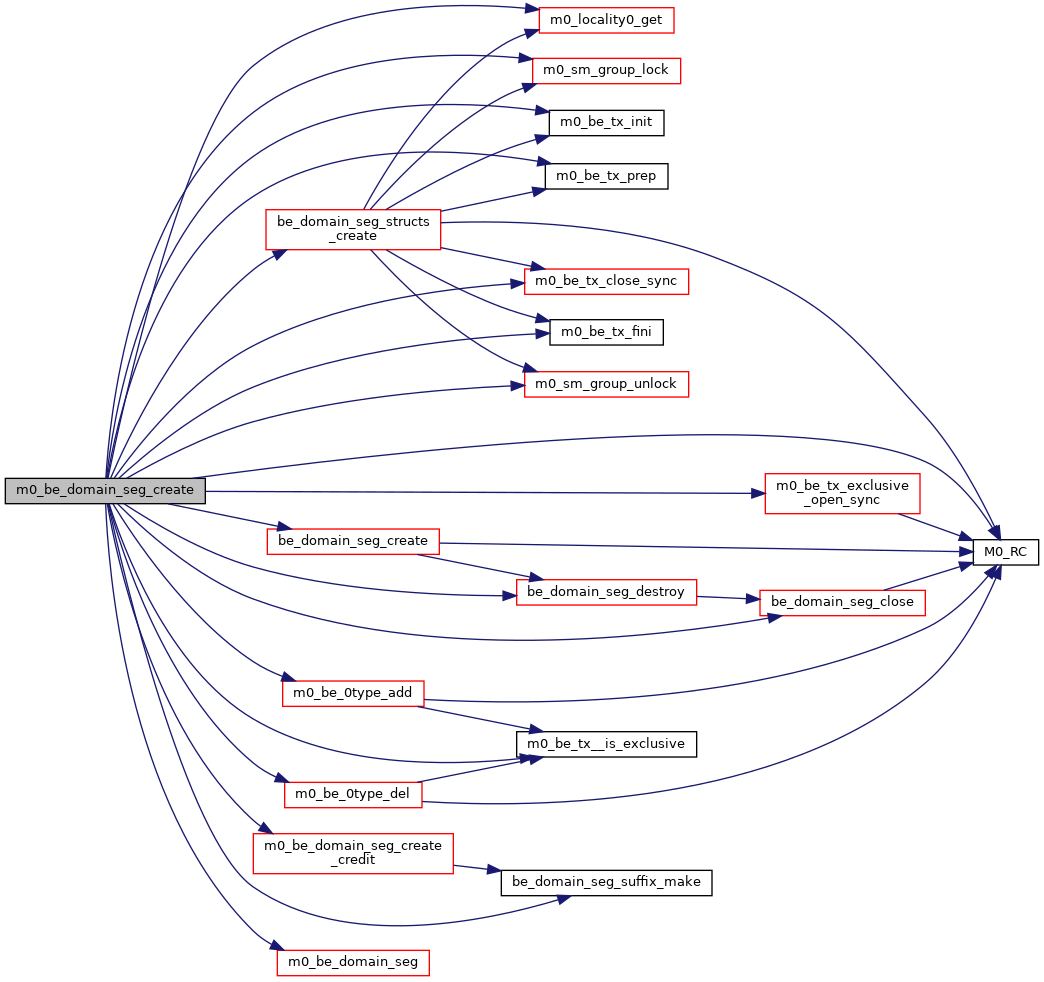 m0_locality0_get
m0_sm_group_lock
m0_be_tx_init
m0_be_tx_prep
be_domain_seg_structs
_create
m0_be_tx_close_sync
m0_be_tx_fini
m0_sm_group_unlock
m0_be_domain_seg_create
m0_be_tx_exclusive
_open_sync
be_domain_seg_create
M0_RC
be_domain_seg_destroy
be_domain_seg_close
m0_be_0type_add
m0_be_tx__is_exclusive
m0_be_0type_del
m0_be_domain_seg_create
_credit
be_domain_seg_suffix_make
m0_be_domain_seg